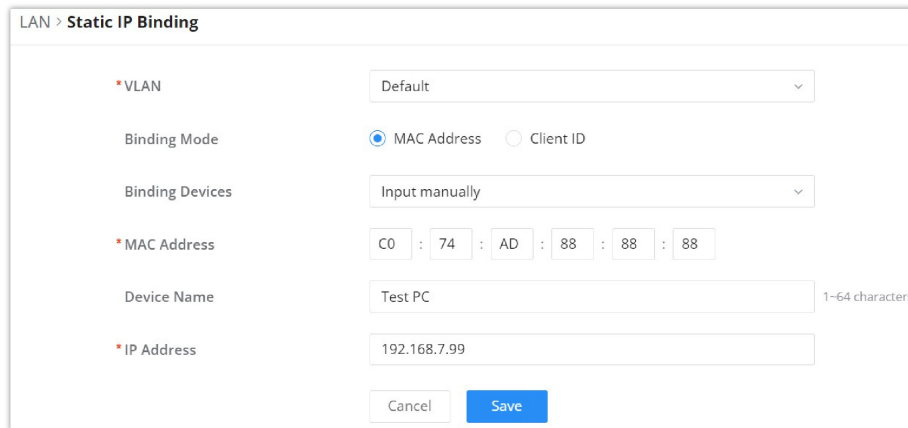 LAN > Static IP Binding
* VLAN Default
Binding Mode MAC Address Client ID
Binding Devices Input manually
* MAC Address C0 : 74 : AD : 88 : 88 : 88
Device Name Test PC 1~64 character
* IP Address 192.168.7.99
Cancel Save